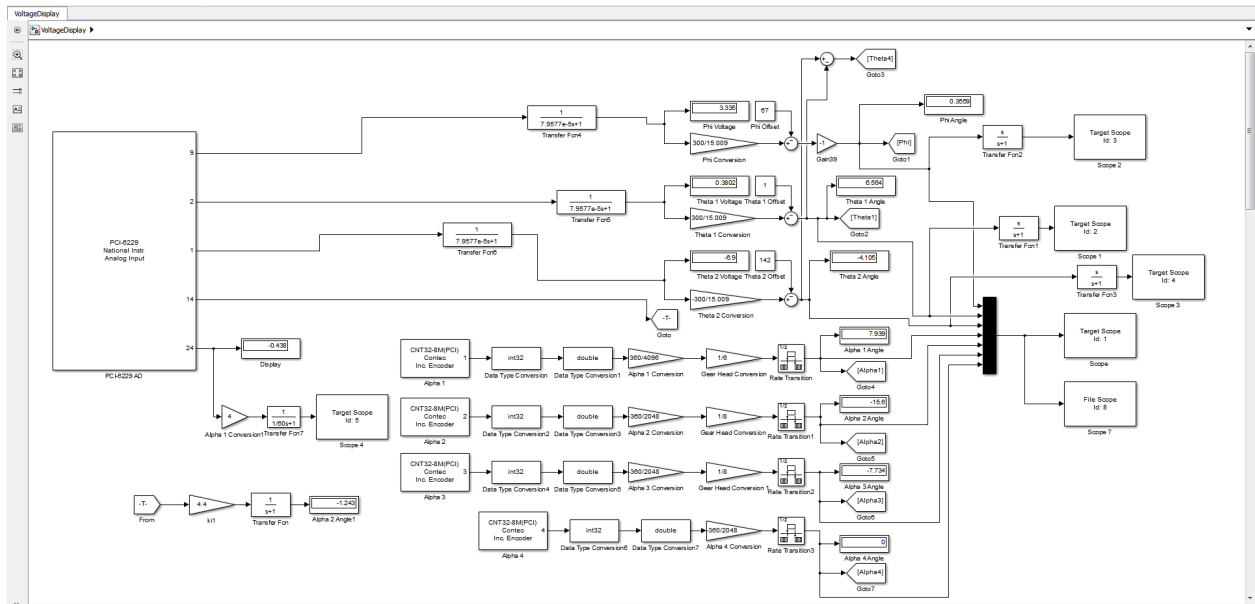 VoltageDisplay
VoltageDisplay
PCI-6229
National Instr.
Analog Input
9
2
1
14
24
PCI-6229 AD
1
7.9577e-5s+1
Transfer Fcn4
3.335
Phi Voltage
67
Phi Offset
300/15.009
Phi Conversion
-1
Gain39
[Theta4]
Goto3
0.3559
Phi Angle
[Phi]
Goto1
s
s+1
Transfer Fcn2
Target Scope
Id: 3
Scope 2
1
7.9577e-5s+1
Transfer Fcn5
0.3802
Theta 1 Voltage
1
Theta 1 Offset
300/15.009
Theta 1 Conversion
6.564
Theta 1 Angle
[Theta1]
Goto2
s
s+1
Transfer Fcn1
Target Scope
Id: 2
Scope 1
1
7.9577e-5s+1
Transfer Fcn6
-6.9
Theta 2 Voltage
142
Theta 2 Offset
-300/15.009
Theta 2 Conversion
-4.105
Theta 2 Angle
s
s+1
Transfer Fcn3
Target Scope
Id: 4
Scope 3
-T-
Goto
Target Scope
Id: 1
Scope
File Scope
Id: 8
Scope 7
-0.438
Display
4
Alpha 1 Conversion1
1
1/60s+1
Transfer Fcn7
Target Scope
Id: 5
Scope 4
CNT32-8M(PCI)
Contec
Inc. Encoder
1
Alpha 1
int32
Data Type Conversion
double
Data Type Conversion1
360/4096
Alpha 1 Conversion
1/6
Gear Head Conversion
1/z
Rate Transition
7.939
Alpha 1 Angle
[Alpha1]
Goto4
CNT32-8M(PCI)
Contec
Inc. Encoder
2
Alpha 2
int32
Data Type Conversion2
double
Data Type Conversion3
360/2048
Alpha 2 Conversion
1/8
Gear Head Conversion
1/z
Rate Transition1
-15.6
Alpha 2 Angle
[Alpha2]
Goto5
CNT32-8M(PCI)
Contec
Inc. Encoder
3
Alpha 3
int32
Data Type Conversion4
double
Data Type Conversion5
360/2048
Alpha 3 Conversion
1/8
Gear Head Conversion 1
1/z
Rate Transition2
-7.734
Alpha 3 Angle
[Alpha3]
Goto6
CNT32-8M(PCI)
Contec
Inc. Encoder
4
Alpha 4
int32
Data Type Conversion6
double
Data Type Conversion7
360/2048
Alpha 4 Conversion
1/z
Rate Transition3
0
Alpha 4 Angle
[Alpha4]
Goto7
-T-
From
4.4
ki1
1
s+1
Transfer Fcn
-1.243
Alpha 2 Angle1